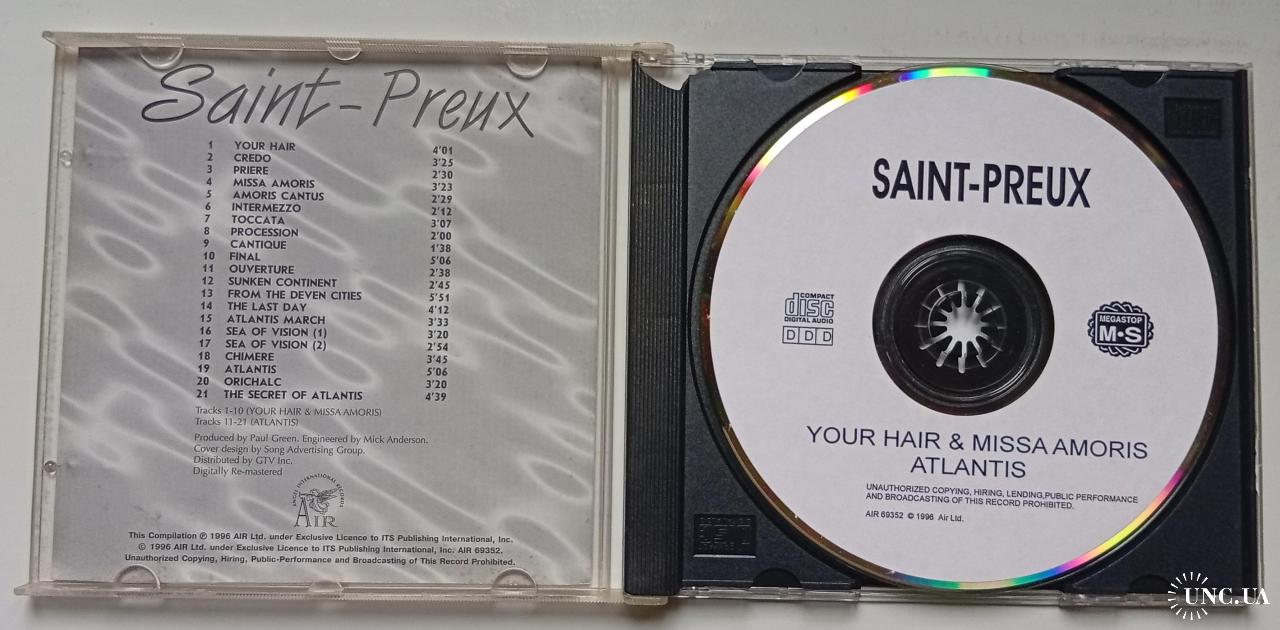 Saint-Preux
1 YOUR HAIR 4'01
2 CREDO 3'25
3 PRIERE 2'30
4 MISSA AMORIS 3'23
5 AMORIS CANTUS 2'29
6 INTERMEZZO 2'12
7 TOCCATA 3'07
8 PROCESSION 2'00
9 CANTIQUE 1'38
10 FINAL 5'06
11 OUVERTURE 2'38
12 SUNKEN CONTINENT 2'45
13 FROM THE DEVEN CITIES 5'51
14 THE LAST DAY 4'12
15 ATLANTIS MARCH 3'33
16 SEA OF VISION (1) 3'20
17 SEA OF VISION (2) 2'54
18 CHIMERE 3'45
19 ATLANTIS 5'06
20 ORICHALC 3'20
21 THE SECRET OF ATLANTIS 4'39
Tracks 1-10 (YOUR HAIR & MISSA AMORIS)
Tracks 11-21 (ATLANTIS)
Produced by Paul Green. Engineered by Mick Anderson.
Cover design by Song Advertising Group.
Distributed by GTV Inc.
Digitally Re-mastered
ANGEL INTERNATIONAL RECORDS
AIR
This Compilation ℗ 1996 AIR Ltd. under Exclusive Licence to ITS Publishing International, Inc.
© 1996 AIR Ltd. under Exclusive Licence to ITS Publishing International, Inc. AIR 69352.
Unauthorized Copying, Hiring, Public-Performance and Broadcasting of This Record Prohibited.
SAINT-PREUX
COMPACT
disc
DIGITAL AUDIO
DDD
MEGASTOP
M•S
YOUR HAIR & MISSA AMORIS
ATLANTIS
UNAUTHORIZED COPYING, HIRING, LENDING,PUBLIC PERFORMANCE
AND BROADCASTING OF THIS RECORD PROHIBITED.
AIR 69352 © 1996 Air Ltd.
UNC.UA